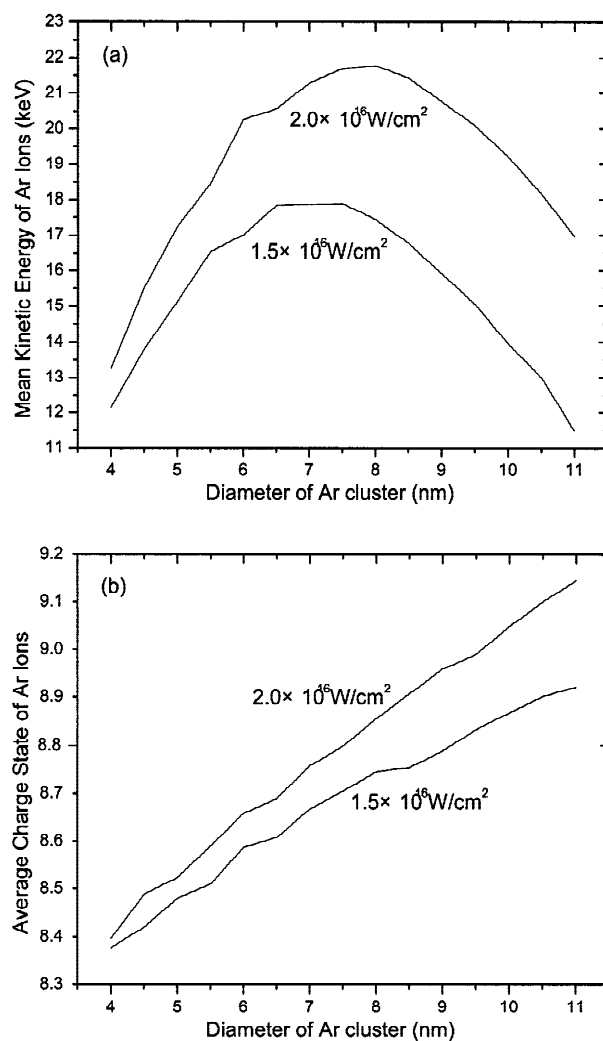 (a)
23
22
21
20
19
18
17
16
15
14
13
12
11
Mean Kinetic Energy of Ar Ions (keV)
2.0× 10¹⁶W/cm²
1.5× 10¹⁶W/cm²
4 5 6 7 8 9 10 11
Diameter of Ar cluster (nm)
(b)
9.2
9.1
9.0
8.9
8.8
8.7
8.6
8.5
8.4
8.3
Average Charge State of Ar Ions
2.0× 10¹⁶W/cm²
1.5× 10¹⁶W/cm²
4 5 6 7 8 9 10 11
Diameter of Ar cluster (nm)